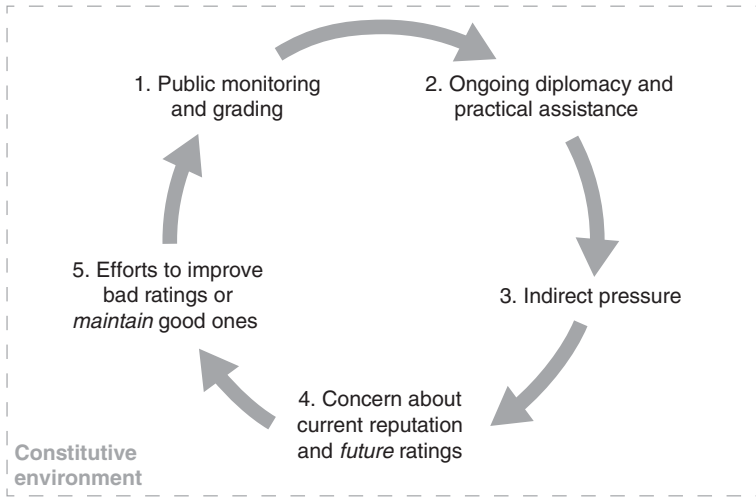 1. Public monitoring
and grading
2. Ongoing diplomacy and
practical assistance
3. Indirect pressure
4. Concern about
current reputation
and future ratings
5. Efforts to improve
bad ratings or
maintain good ones
Constitutive
environment